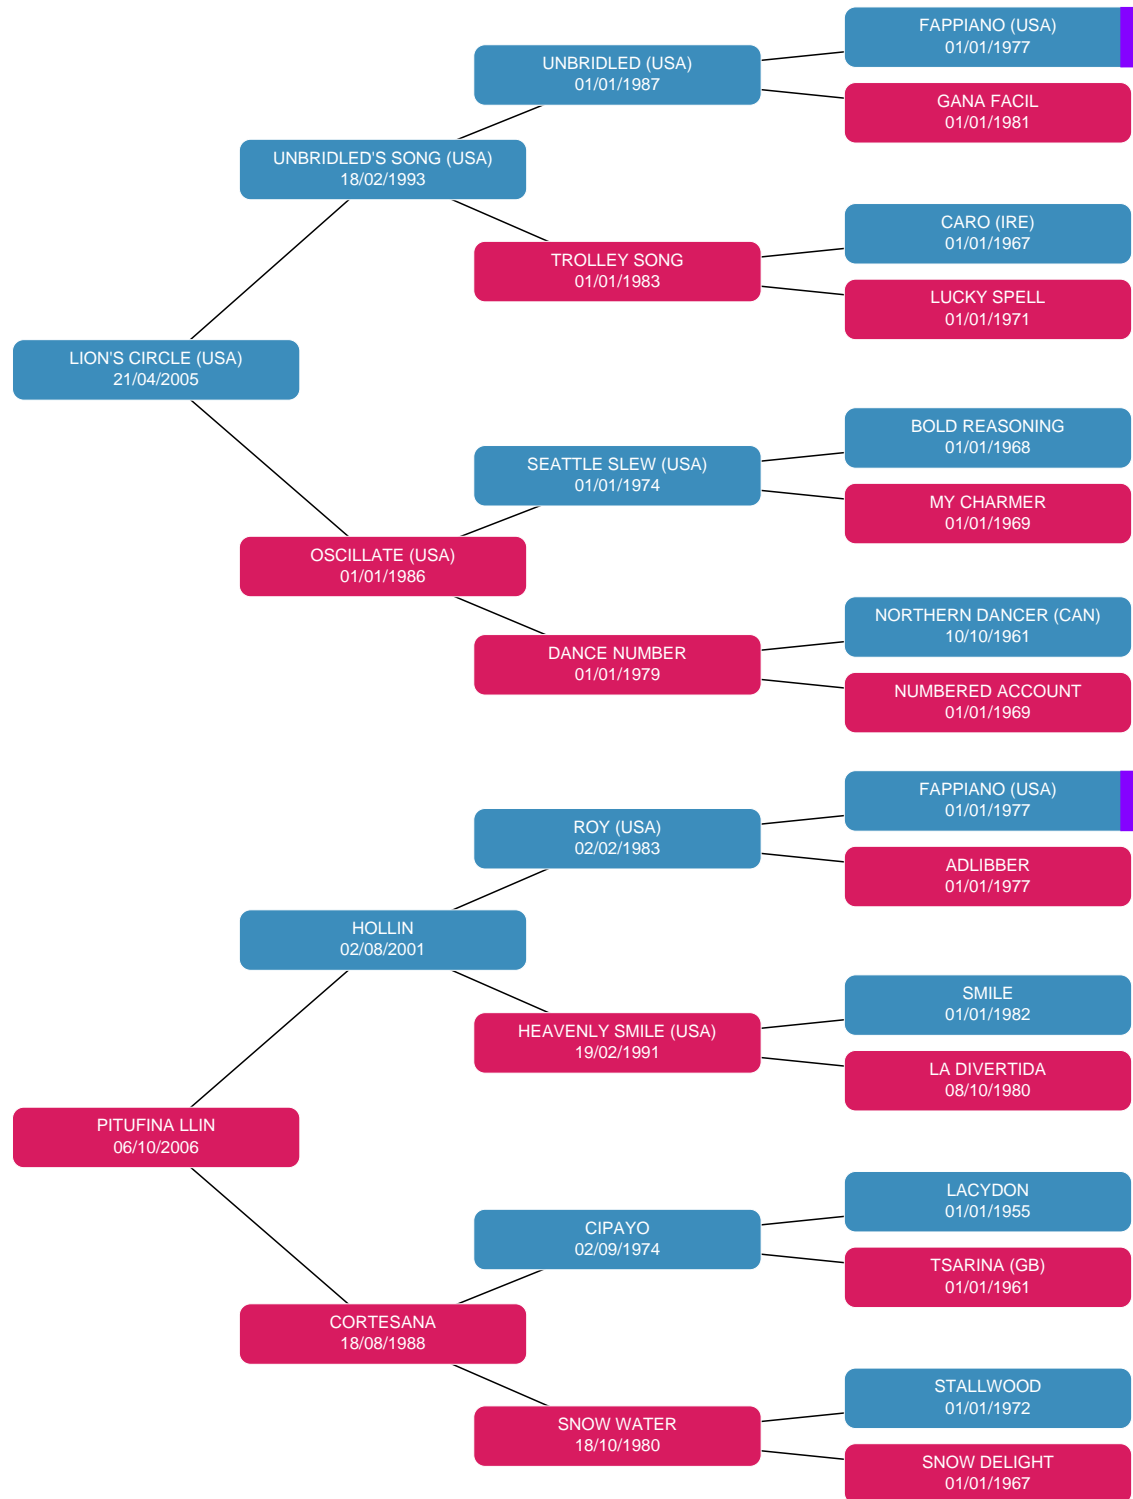 FAPPIANO (USA)
01/01/1977
UNBRIDLED (USA)
01/01/1987
GANA FACIL
01/01/1981
UNBRIDLED'S SONG (USA)
18/02/1993
CARO (IRE)
01/01/1967
TROLLEY SONG
01/01/1983
LUCKY SPELL
01/01/1971
LION'S CIRCLE (USA)
21/04/2005
BOLD REASONING
01/01/1968
SEATTLE SLEW (USA)
01/01/1974
MY CHARMER
01/01/1969
OSCILLATE (USA)
01/01/1986
NORTHERN DANCER (CAN)
10/10/1961
DANCE NUMBER
01/01/1979
NUMBERED ACCOUNT
01/01/1969
FAPPIANO (USA)
01/01/1977
ROY (USA)
02/02/1983
ADLIBBER
01/01/1977
HOLLIN
02/08/2001
SMILE
01/01/1982
HEAVENLY SMILE (USA)
19/02/1991
LA DIVERTIDA
08/10/1980
PITUFINA LLIN
06/10/2006
LACYDON
01/01/1955
CIPAYO
02/09/1974
TSARINA (GB)
01/01/1961
CORTESANA
18/08/1988
STALLWOOD
01/01/1972
SNOW WATER
18/10/1980
SNOW DELIGHT
01/01/1967